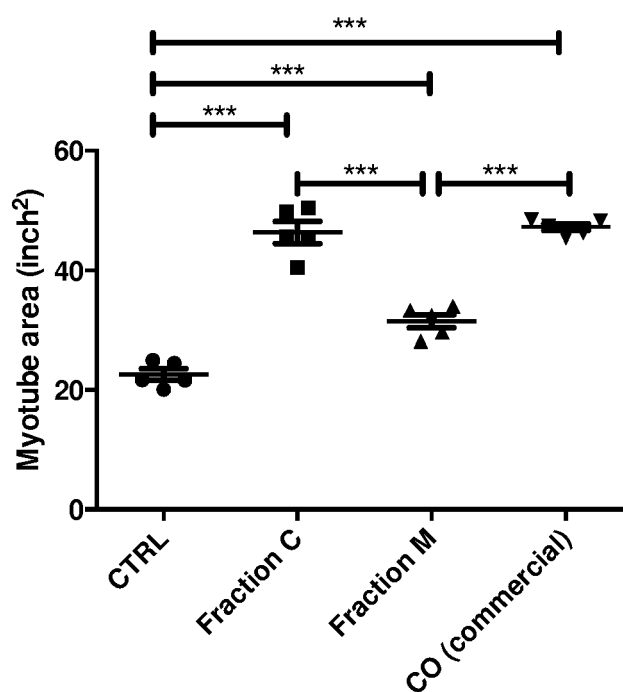 ***
***
***
*** ***
60
40
20
0
Myotube area (inch²)
CTRL
Fraction C
Fraction M
CO (commercial)